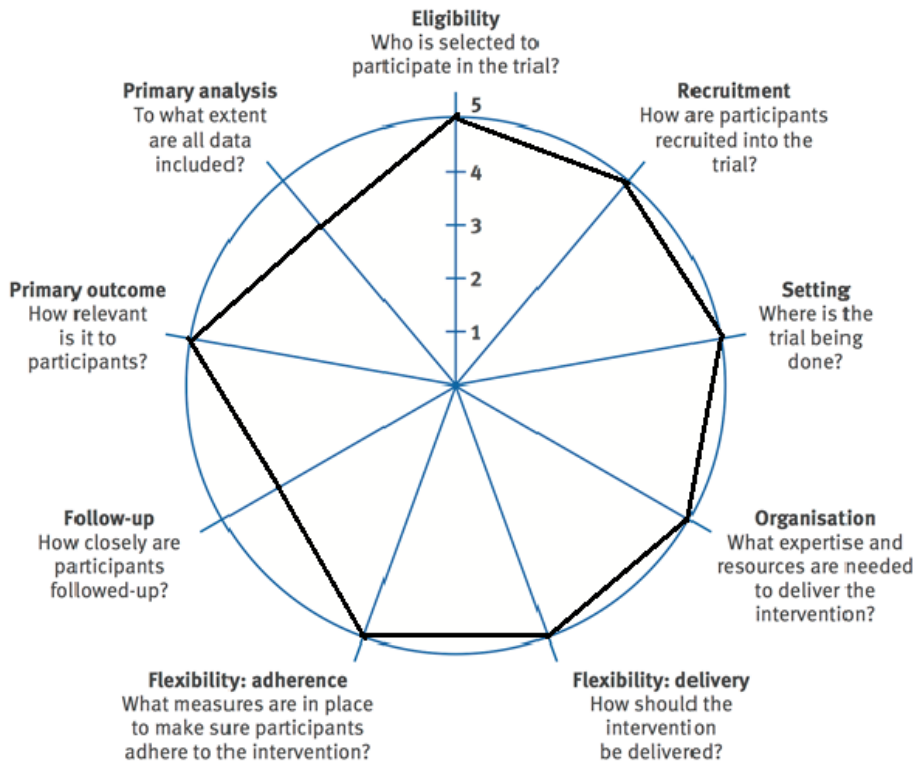 Eligibility
Who is selected to
participate in the trial?
Recruitment
How are participants
recruited into the
trial?
Setting
Where is the
trial being
done?
Organisation
What expertise and
resources are needed
to deliver the
intervention?
Flexibility: delivery
How should the
intervention
be delivered?
Flexibility: adherence
What measures are in place
to make sure participants
adhere to the intervention?
Follow-up
How closely are
participants
followed-up?
Primary outcome
How relevant
is it to
participants?
Primary analysis
To what extent
are all data
included?
5
4
3
2
1